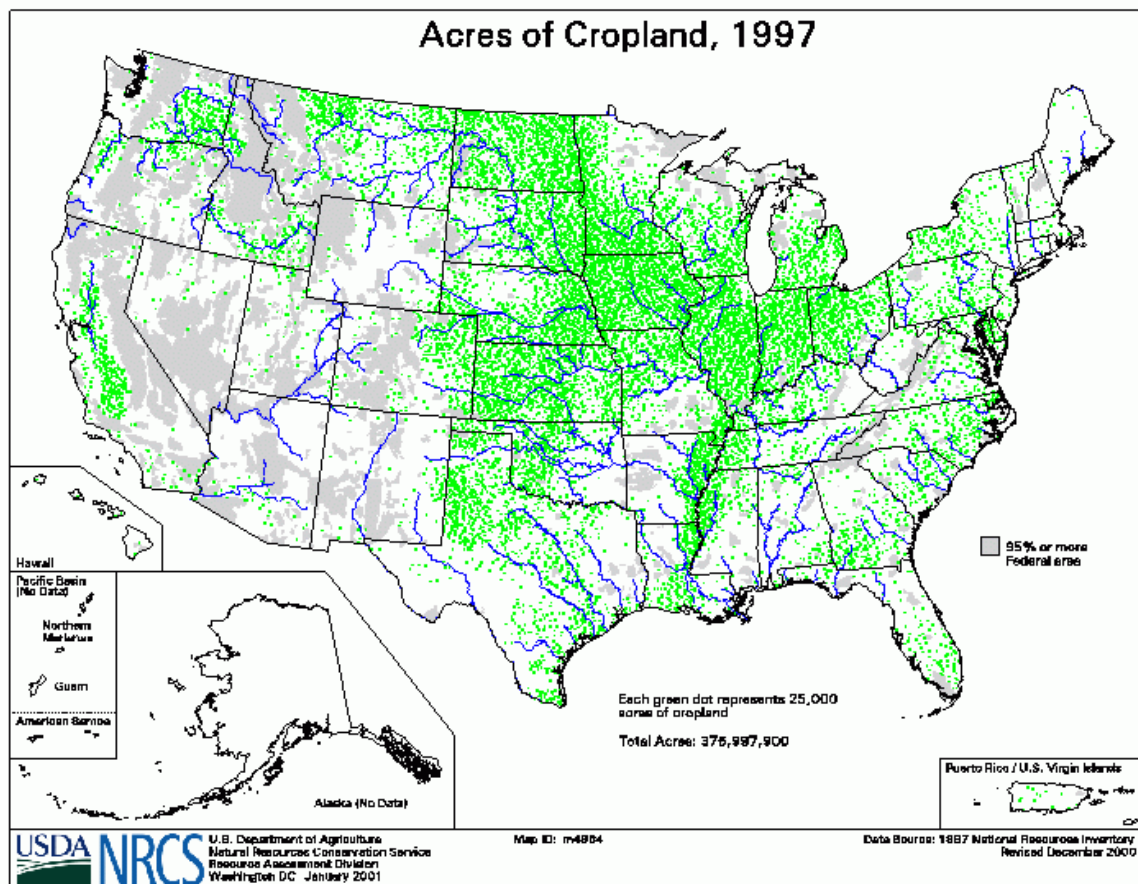 Acres of Cropland, 1997
95% or more
Federal area
Hawaii
Pacific Basin
(No Data)
Northern
Marianas
Guam
American Samoa
Alaska (No Data)
Each green dot represents 25,000
acres of cropland
Total Acres: 376,997,900
Puerto Rico / U.S. Virgin Islands
USDA
NRCS
U.S. Department of Agriculture
Natural Resources Conservation Service
Resource Assessment Division
Washington DC January 2001
Map ID: m4964
Data Source: 1997 National Resources Inventory
Revised December 2000